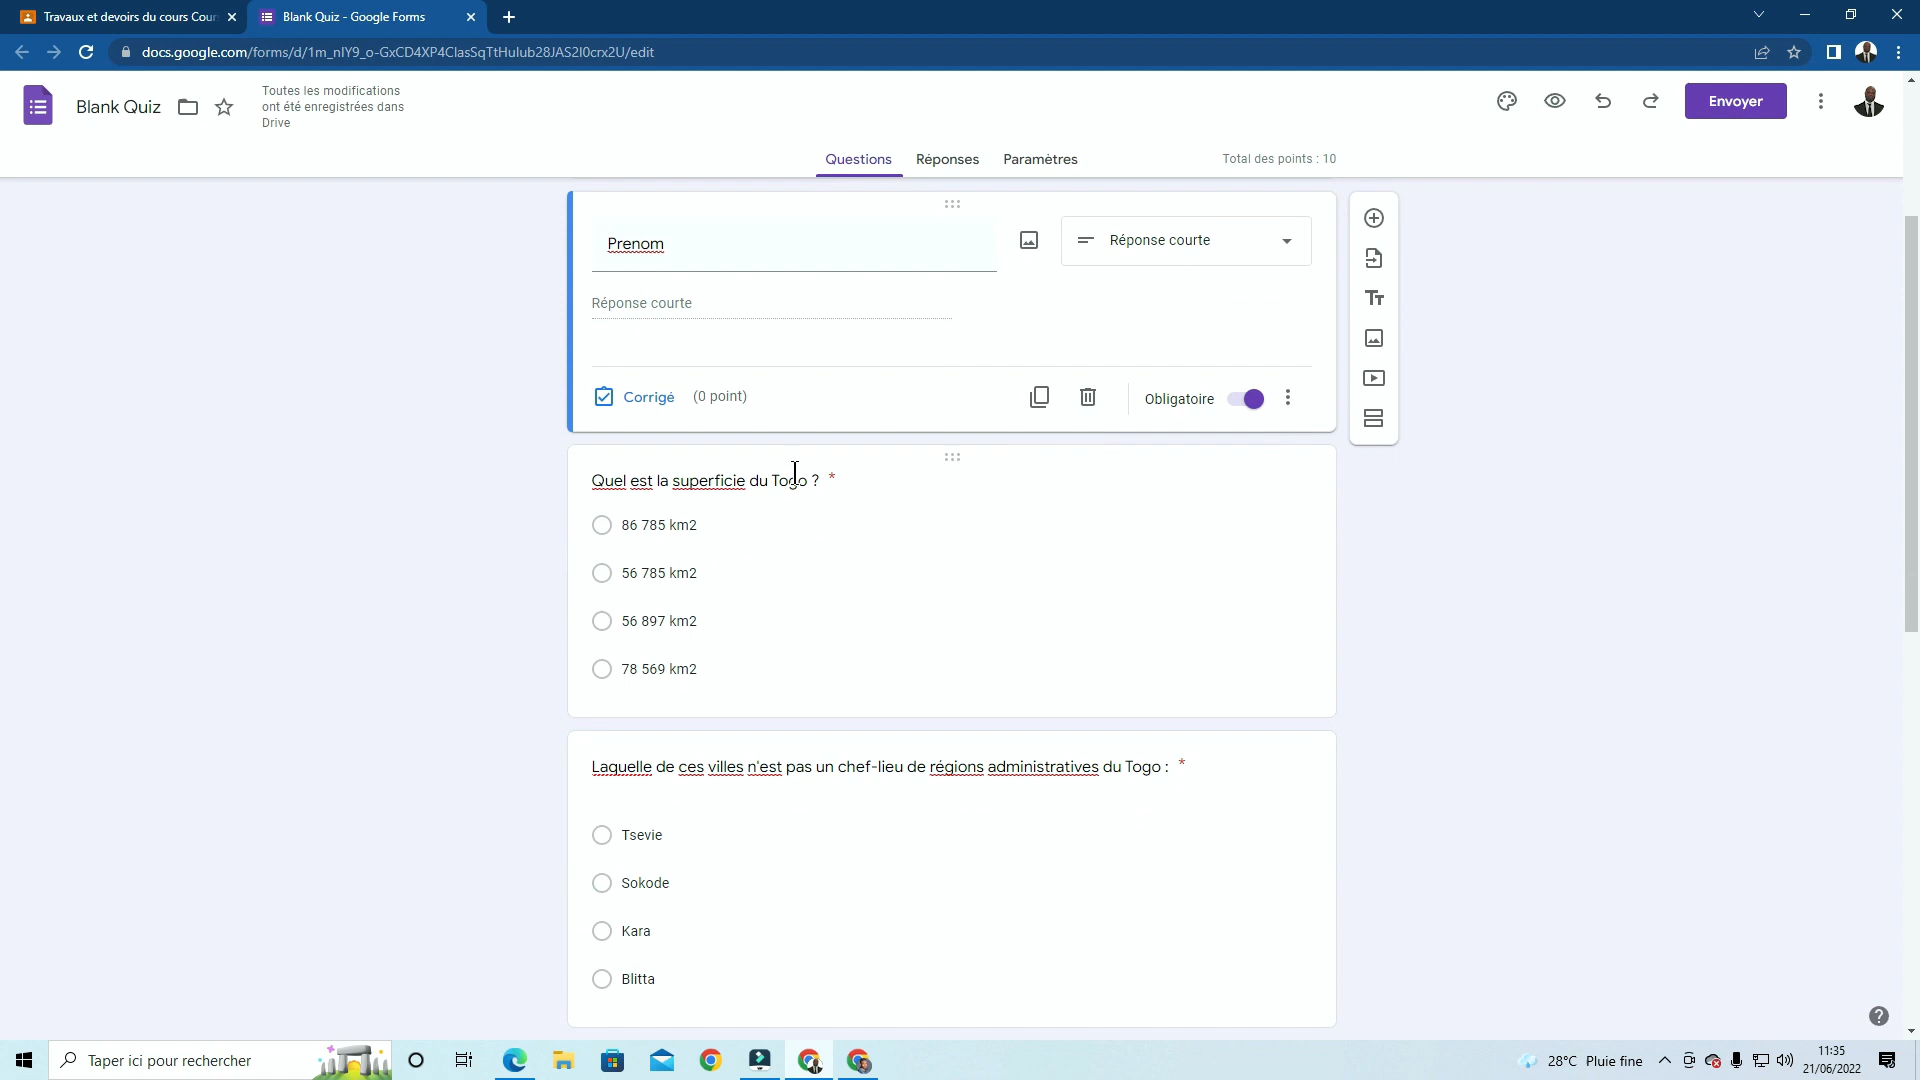 Travaux et devoirs du cours Cour
Blank Quiz - Google Forms
docs.google.com/forms/d/1m_nIY9_o-GxCD4XP4ClasSqTtHulub28JAS2I0crx2U/edit
Blank Quiz
Toutes les modifications
ont été enregistrées dans
Drive
Envoyer
Questions
Réponses
Paramètres
Total des points : 10
Prenom
Réponse courte
Réponse courte
Corrigé
(0 point)
Obligatoire
Quel est la superficie du Togo ? *
86 785 km2
56 785 km2
56 897 km2
78 569 km2
Laquelle de ces villes n'est pas un chef-lieu de régions administratives du Togo : *
Tsevie
Sokode
Kara
Blitta
Taper ici pour rechercher
28°C Pluie fine
11:35
21/06/2022